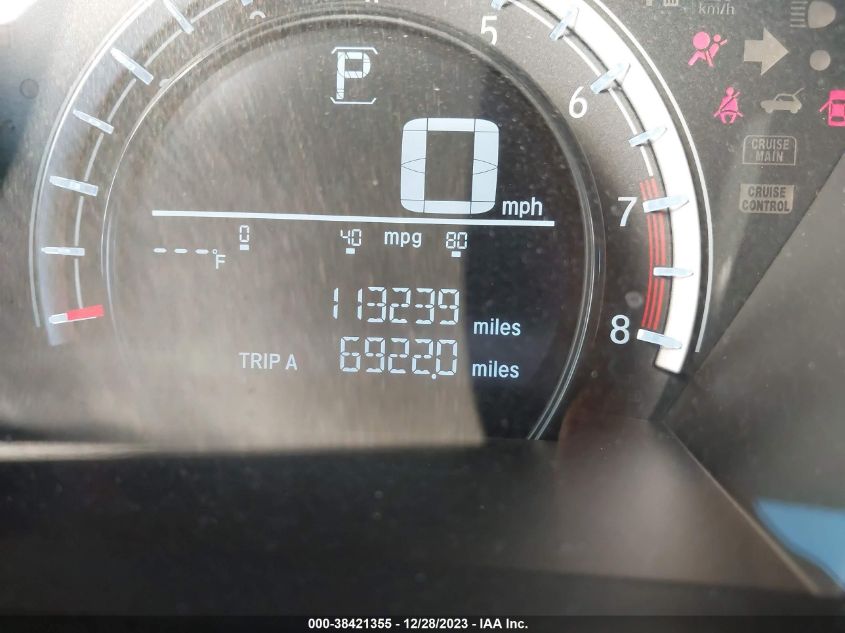 km/h
P
5
6
7
8
0 mph
CRUISE MAIN
CRUISE CONTROL
0 40 mpg 80
---°F
113239 miles
TRIP A 6922.0 miles
000-38421355 - 12/28/2023 - IAA Inc.